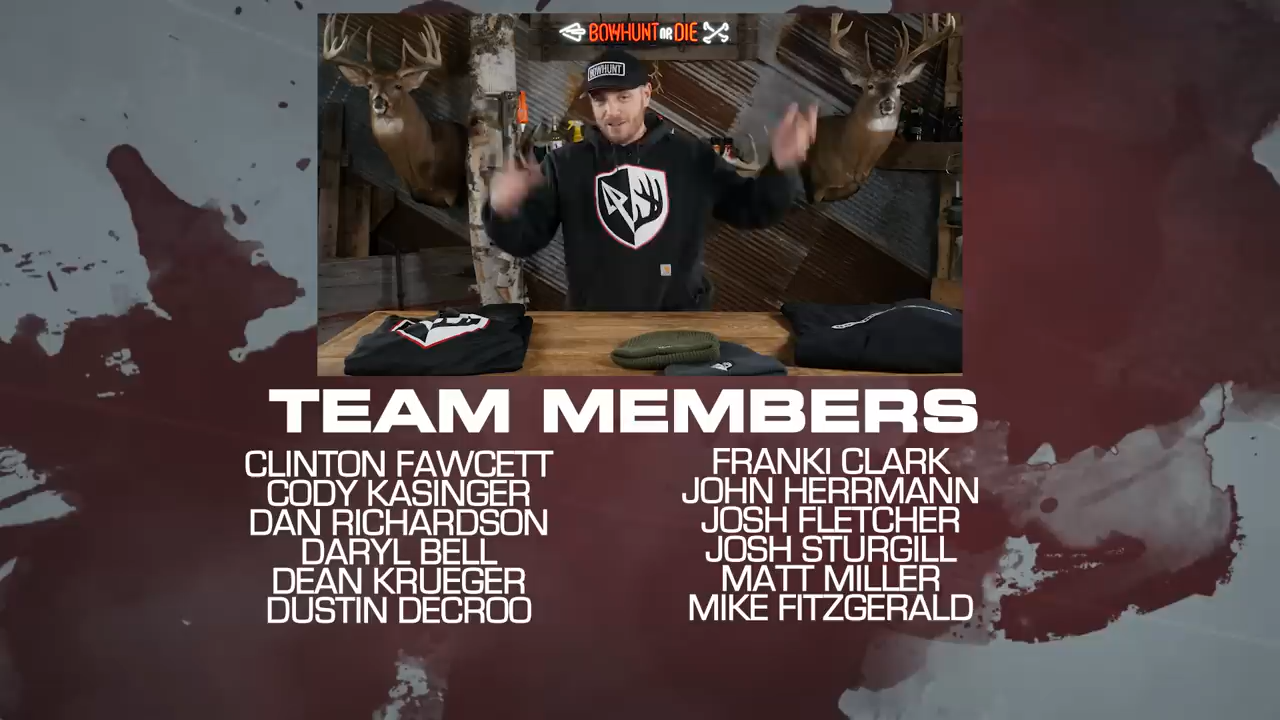 BOWHUNT OR DIE
BOWHUNT
TEAM MEMBERS
CLINTON FAWCETT
CODY KASINGER
DAN RICHARDSON
DARYL BELL
DEAN KRUEGER
DUSTIN DECROO
FRANKI CLARK
JOHN HERRMANN
JOSH FLETCHER
JOSH STURGILL
MATT MILLER
MIKE FITZGERALD